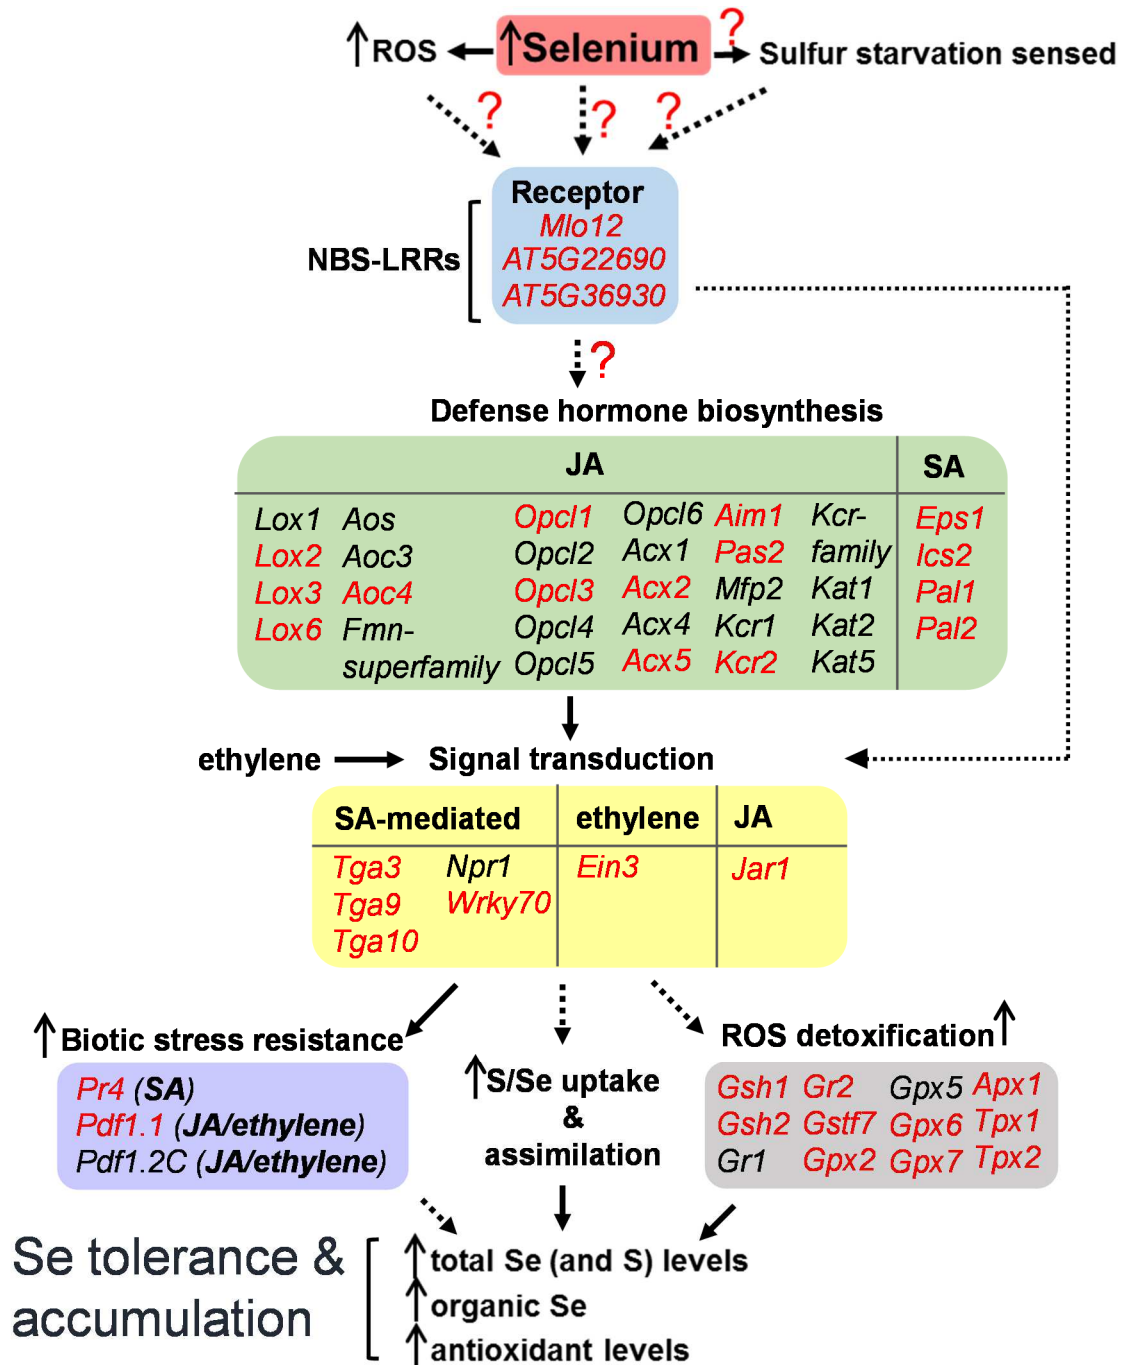 ↑ROS ← ↑Selenium → ? Sulfur starvation sensed
? ? ?
Receptor
Mlo12
NBS-LRRs
AT5G22690
AT5G36930
?
Defense hormone biosynthesis
JA SA
Lox1 Aos Opcl1 Opcl6 Aim1 Kcr- Eps1
Lox2 Aoc3 Opcl2 Acx1 Pas2 family Ics2
Lox3 Aoc4 Opcl3 Acx2 Mfp2 Kat1 Pal1
Lox6 Fmn- Opcl4 Acx4 Kcr1 Kat2 Pal2
superfamily Opcl5 Acx5 Kcr2 Kat5
ethylene → Signal transduction
SA-mediated ethylene JA
Tga3 Npr1 Ein3 Jar1
Tga9 Wrky70
Tga10
↑Biotic stress resistance
Pr4 (SA)
Pdf1.1 (JA/ethylene)
Pdf1.2C (JA/ethylene)
↑S/Se uptake
&
assimilation
ROS detoxification↑
Gsh1 Gr2 Gpx5 Apx1
Gsh2 Gstf7 Gpx6 Tpx1
Gr1 Gpx2 Gpx7 Tpx2
Se tolerance &
accumulation
↑total Se (and S) levels
↑organic Se
↑antioxidant levels